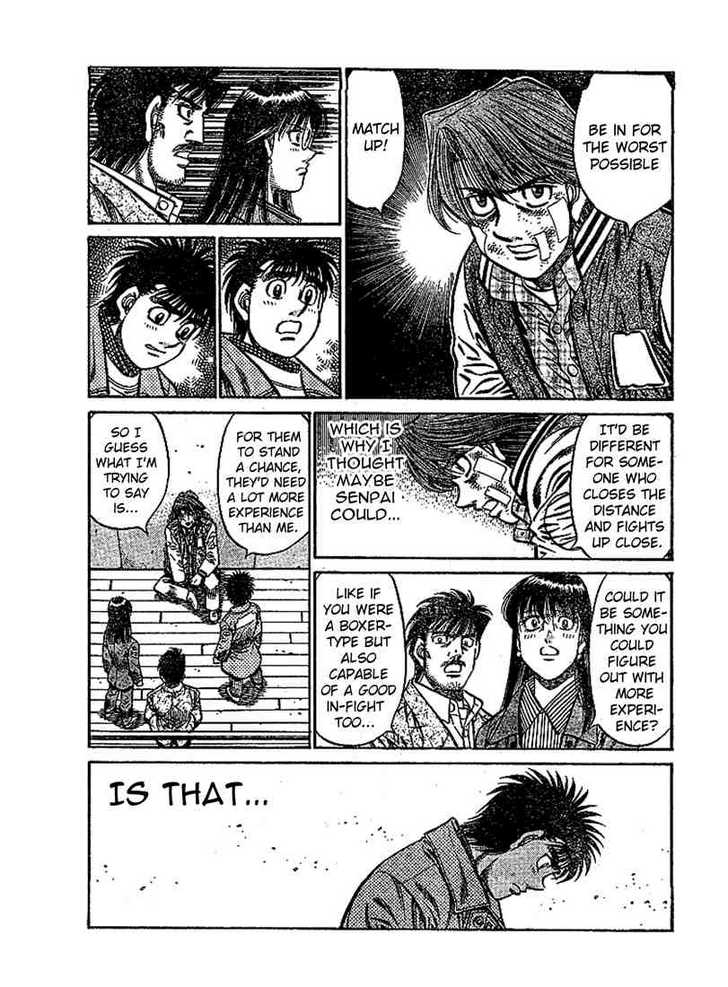 BE IN FOR
THE WORST
POSSIBLE
MATCH
UP!
IT'D BE
DIFFERENT
FOR SOME-
ONE WHO
CLOSES THE
DISTANCE
AND FIGHTS
UP CLOSE.
WHICH IS
WHY I
THOUGHT
MAYBE
SENPAI
COULD...
COULD IT
BE SOME-
THING YOU
COULD
FIGURE
OUT WITH
MORE
EXPERI-
ENCE?
LIKE IF
YOU WERE
A BOXER-
TYPE BUT
ALSO
CAPABLE
OF A GOOD
IN-FIGHT
TOO...
FOR THEM
TO STAND
A CHANCE,
THEY'D NEED
A LOT MORE
EXPERIENCE
THAN ME.
SO I
GUESS
WHAT I'M
TRYING
TO SAY
IS...
IS THAT...